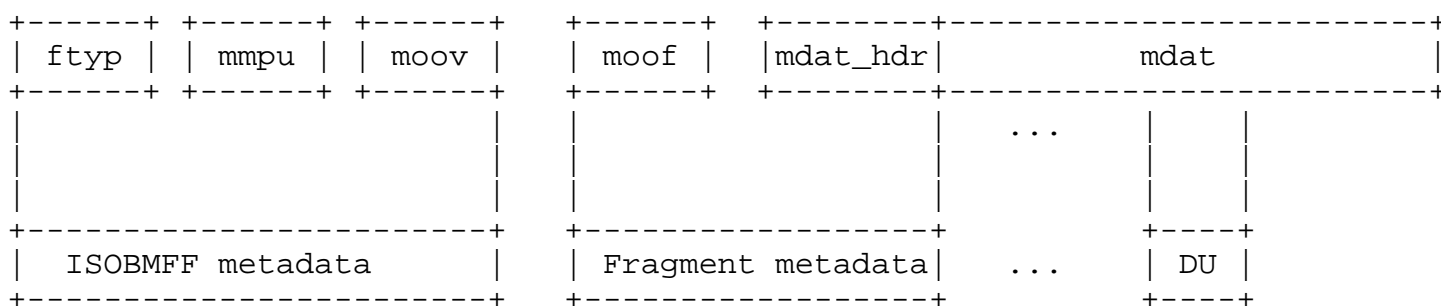 +------+ +------+ +------+   +------+  +---------+-------------------------+
| ftyp | | mmpu | | moov |   | moof |  |mdat_hdr|          mdat           |
+------+ +------+ +------+   +------+  +---------+-------------------------+
|                        |   |                  |   ...     |    |
|                        |   |                  |           |    |
|                        |   |                  |           |    |
+------------------------+   +------------------+           +----+
|  ISOBMFF metadata      |   | Fragment metadata|   ...     | DU |
+------------------------+   +------------------+           +----+